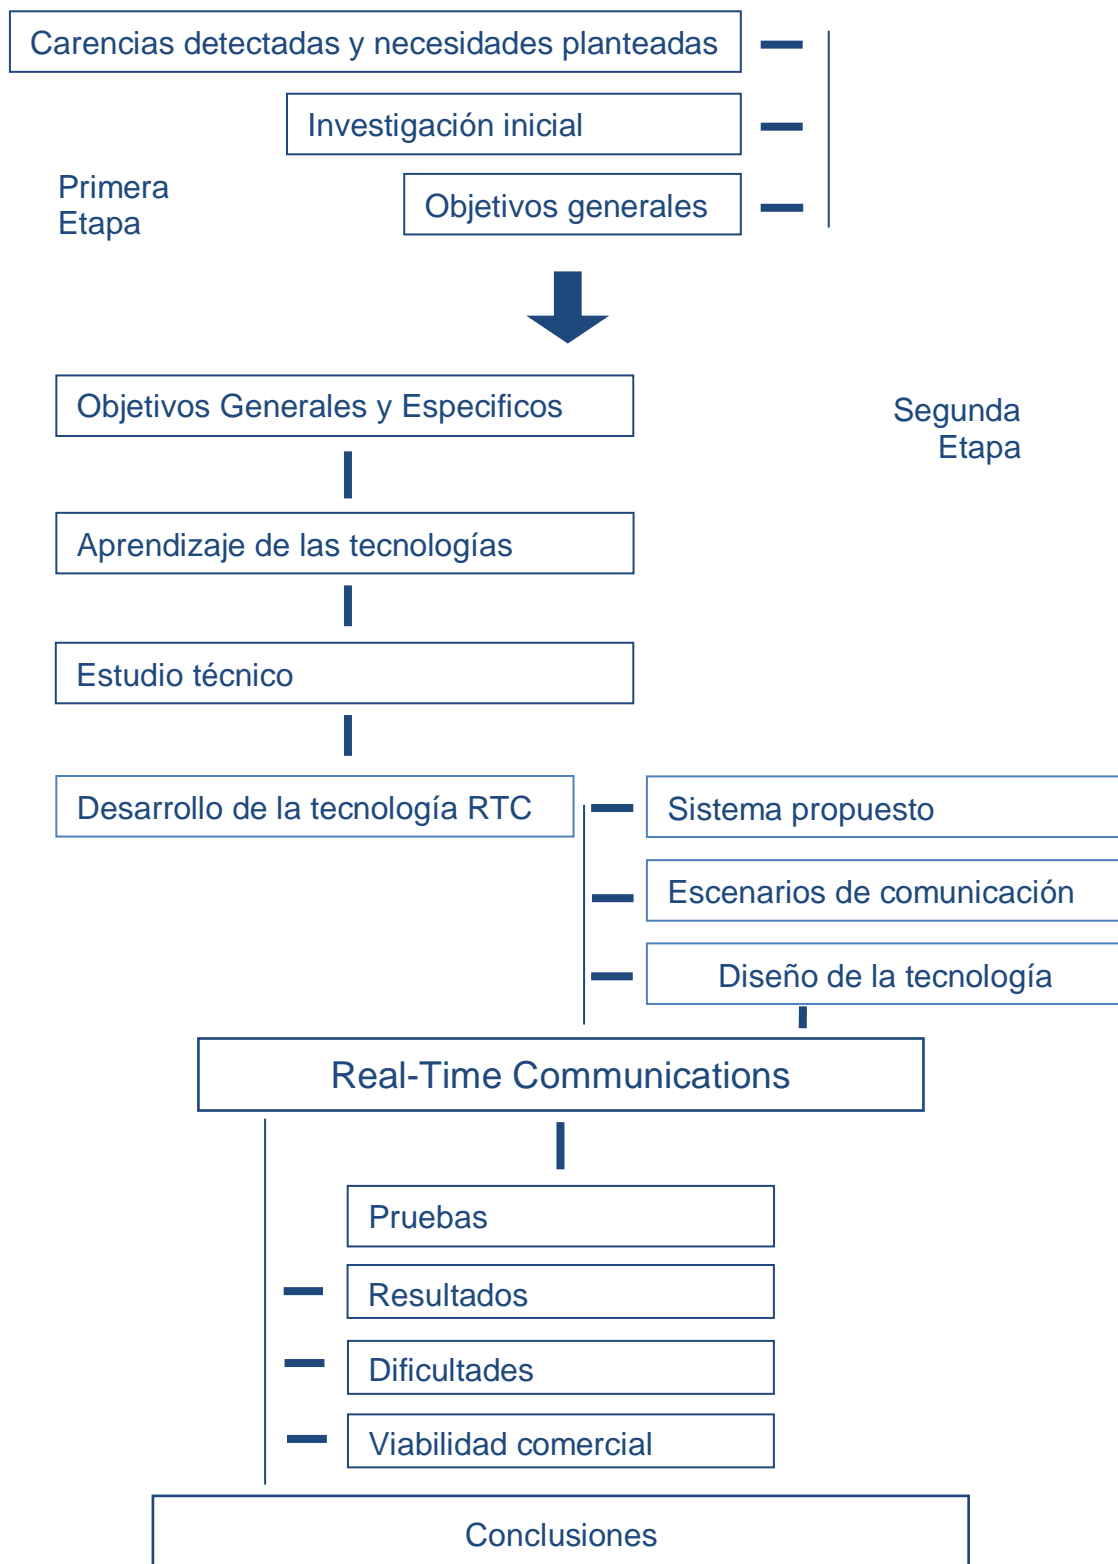 Carencias detectadas y necesidades planteadas
Investigación inicial
Primera
Etapa
Objetivos generales
Objetivos Generales y Especificos
Segunda
Etapa
Aprendizaje de las tecnologías
Estudio técnico
Desarrollo de la tecnología RTC
Sistema propuesto
Escenarios de comunicación
Diseño de la tecnología
Real-Time Communications
Pruebas
Resultados
Dificultades
Viabilidad comercial
Conclusiones